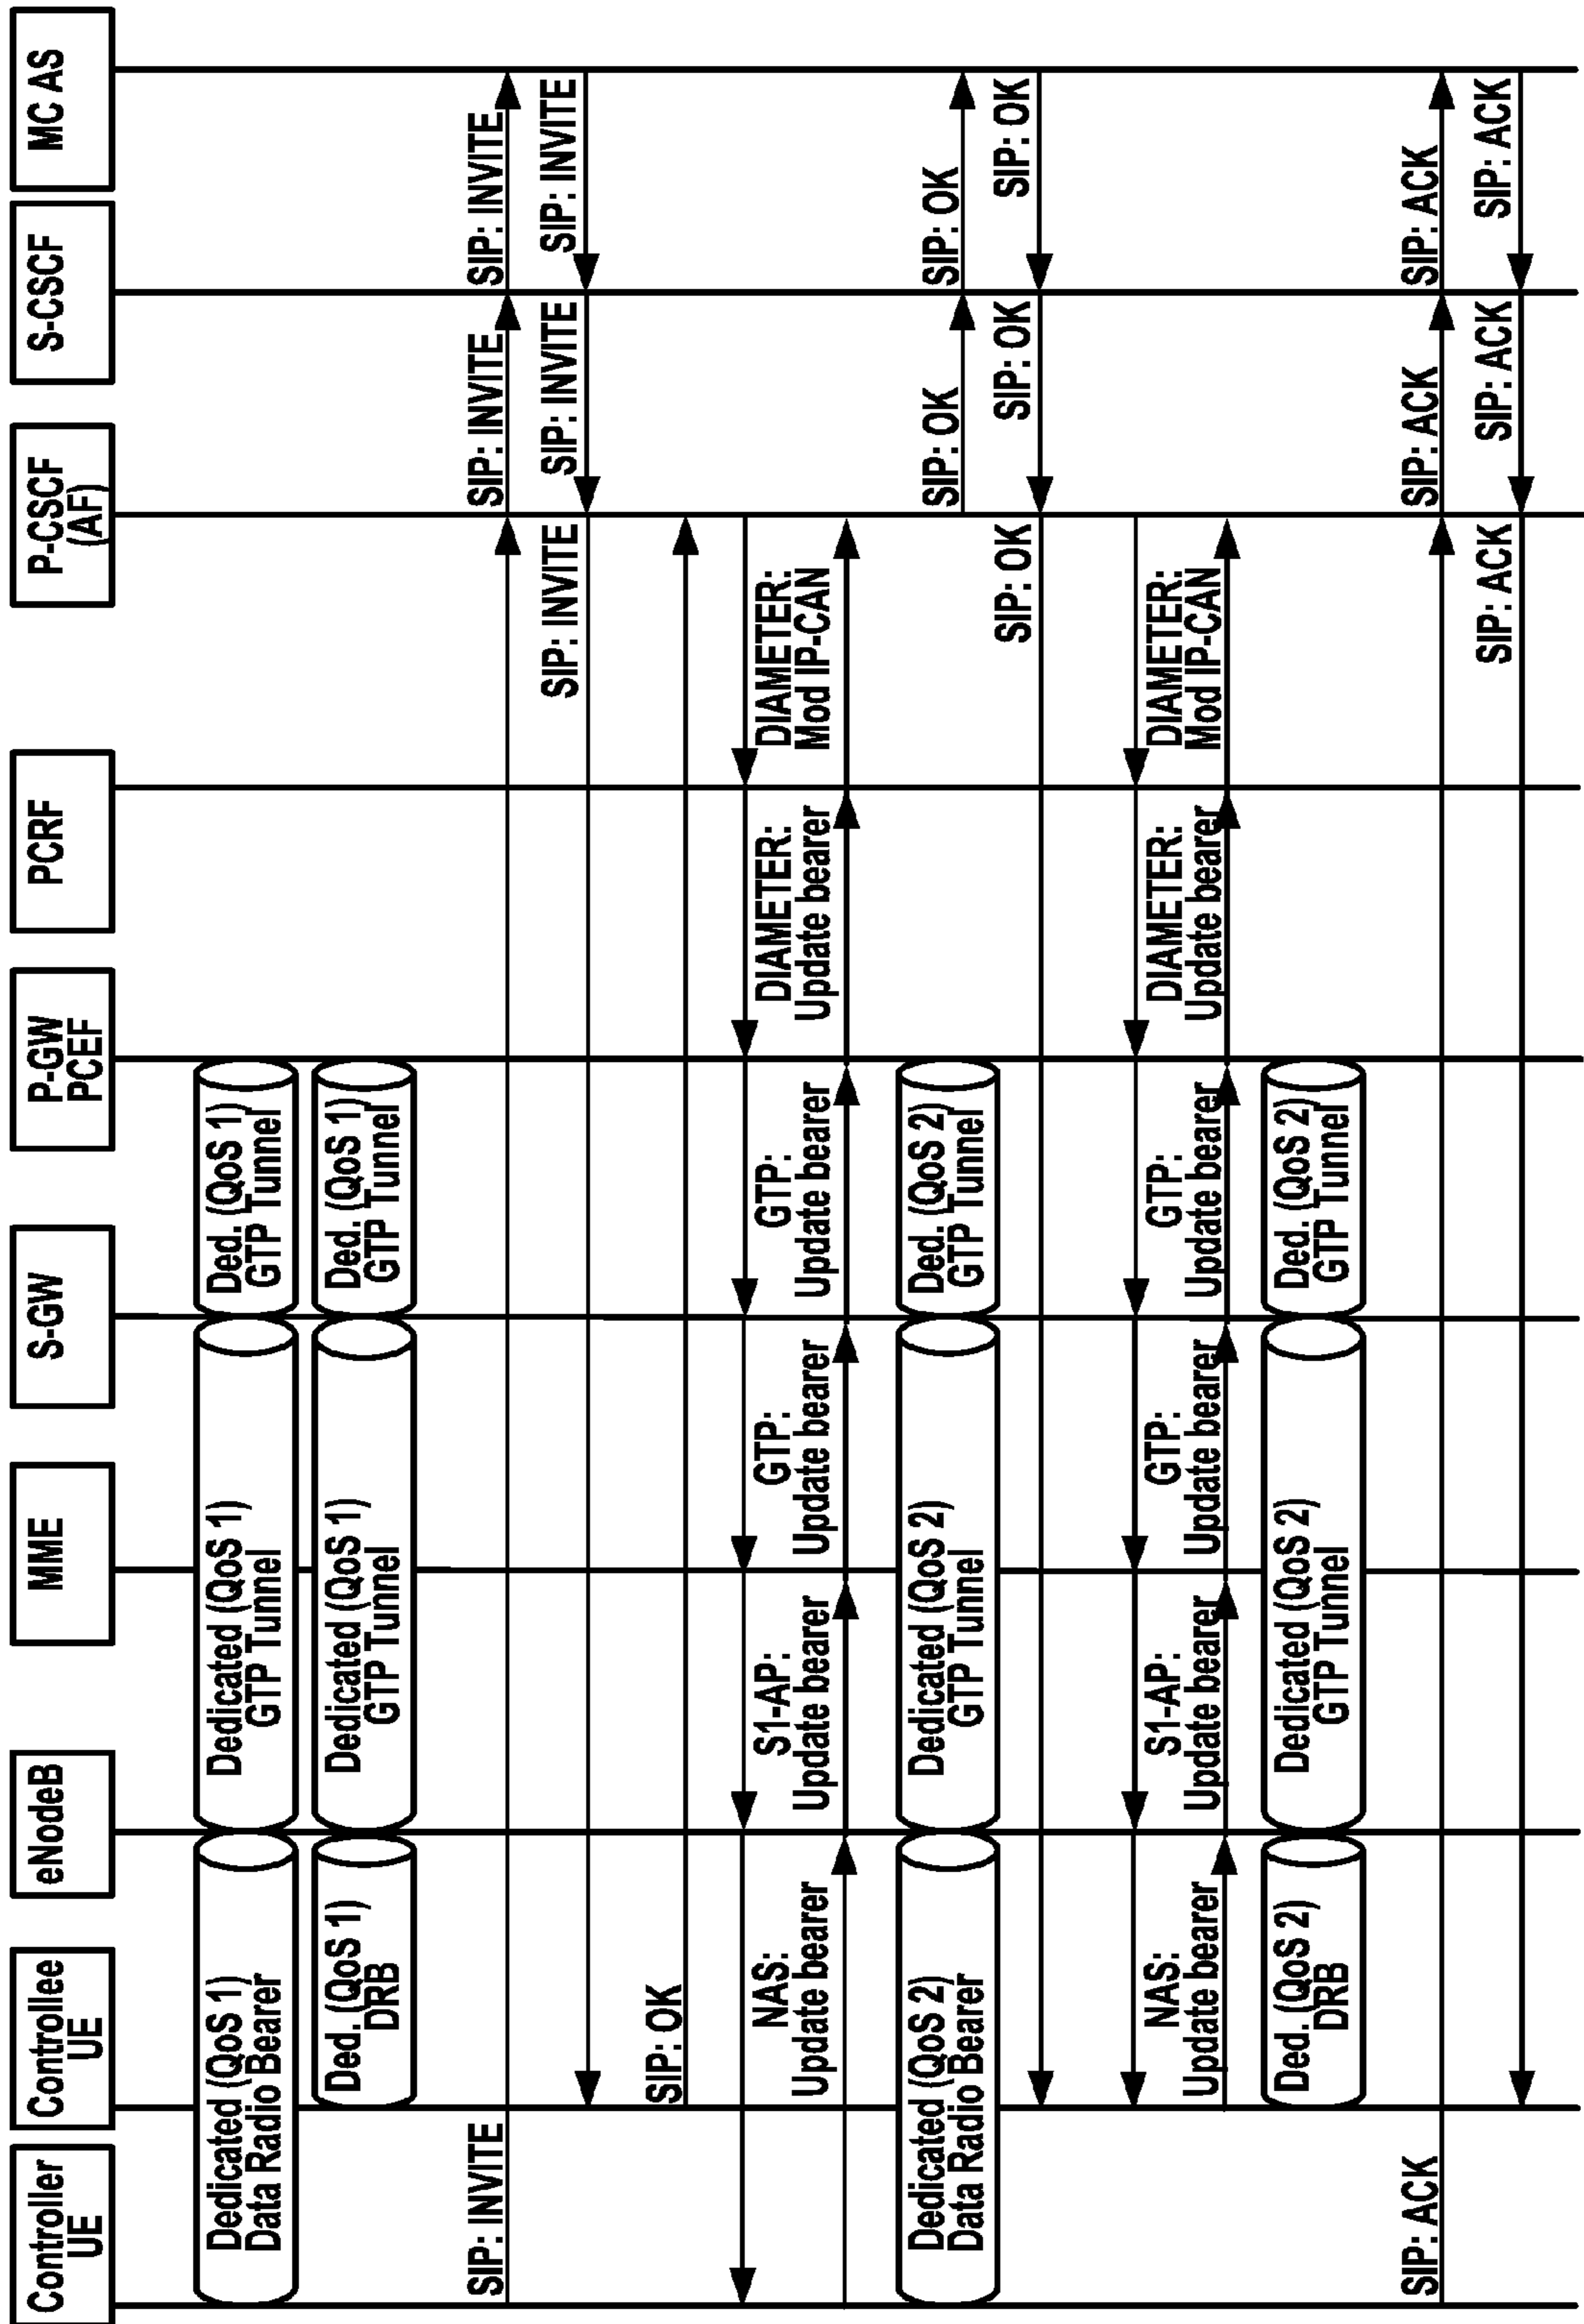 Controller
UE
Controllee
UE
eNodeB
MME
S-GW
P-GW
PCEF
PCRF
P-CSCF
(AF)
S-CSCF
MC AS
Dedicated (QoS 1)
Data Radio Bearer
Dedicated (QoS 1)
GTP Tunnel
Ded. (QoS 1)
GTP Tunnel
Ded. (QoS 1)
DRB
Dedicated (QoS 1)
GTP Tunnel
Ded. (QoS 1)
GTP Tunnel
SIP: INVITE
SIP: INVITE
SIP: INVITE
SIP: INVITE
SIP: INVITE
SIP: INVITE
SIP: OK
NAS:
Update bearer
S1-AP:
Update bearer
GTP:
Update bearer
GTP:
Update bearer
DIAMETER:
Update bearer
DIAMETER:
Mod IP-CAN
Dedicated (QoS 2)
Data Radio Bearer
Dedicated (QoS 2)
GTP Tunnel
Ded. (QoS 2)
GTP Tunnel
SIP: OK
SIP: OK
SIP: OK
SIP: OK
SIP: OK
NAS:
Update bearer
S1-AP:
Update bearer
GTP:
Update bearer
GTP:
Update bearer
DIAMETER:
Update bearer
DIAMETER:
Mod IP-CAN
Ded. (QoS 2)
DRB
Dedicated (QoS 2)
GTP Tunnel
Ded. (QoS 2)
GTP Tunnel
SIP: ACK
SIP: ACK
SIP: ACK
SIP: ACK
SIP: ACK
SIP: ACK